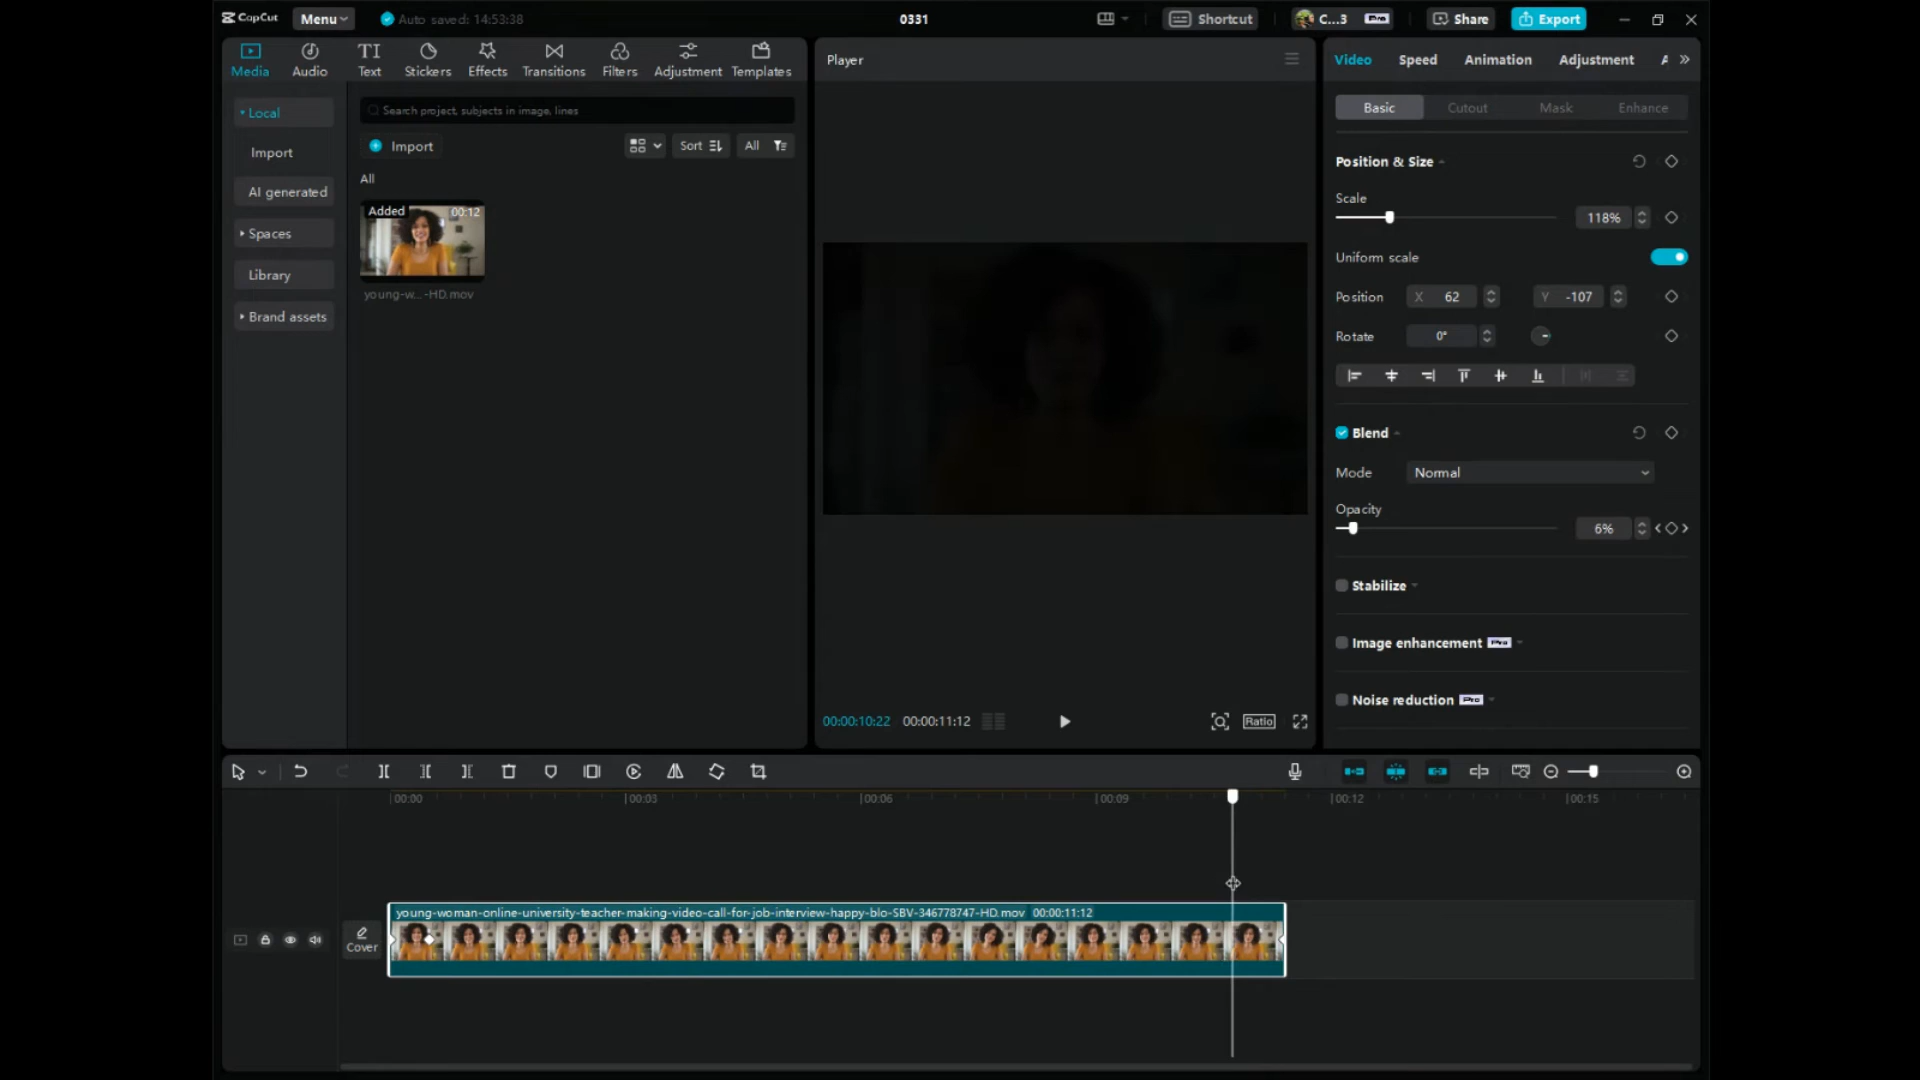 CapCut
Menu
Auto saved: 14:53:38
0331
Shortcut
C...3
Pro
Share
Export
Media
Audio
Text
Stickers
Effects
Transitions
Filters
Adjustment
Templates
Local
Import
AI generated
Spaces
Library
Brand assets
Search project, subjects in image, lines
Import
Sort
All
All
Added
00:12
young-w... -HD.mov
Player
00:00:10:22
00:00:11:12
Ratio
Video
Speed
Animation
Adjustment
Basic
Cutout
Mask
Enhance
Position & Size
Scale
118%
Uniform scale
Position
X 62
Y -107
Rotate
0°
Blend
Mode
Normal
Opacity
6%
Stabilize
Image enhancement Pro
Noise reduction Pro
00:00
00:03
00:06
00:09
00:12
00:15
Cover
young-woman-online-university-teacher-making-video-call-for-job-interview-happy-blo-SBV-346778747-HD.mov 00:00:11:12